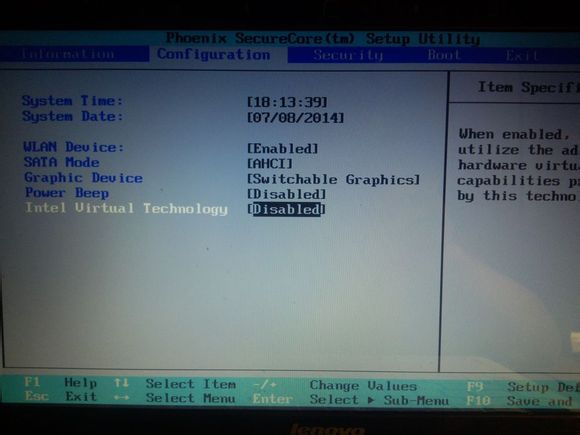 Phoenix SecureCore(tm) Setup Utility
Information Configuration Security Boot Exit
Item Specifi
System Time: [18:13:39]
System Date: [07/08/2014]
WLAN Device: [Enabled]
SATA Mode [AHCI]
Graphic Device [Switchable Graphics]
Power Beep [Disabled]
Intel Virtual Technology [Disabled]
When enabled,
utilize the ad
hardware virtu
capabilities p
by this techno
F1 Help ↑↓ Select Item -/+ Change Values F9 Setup Def
Esc Exit ↔ Select Menu Enter Select ▶ Sub-Menu F10 Save and
lenovo